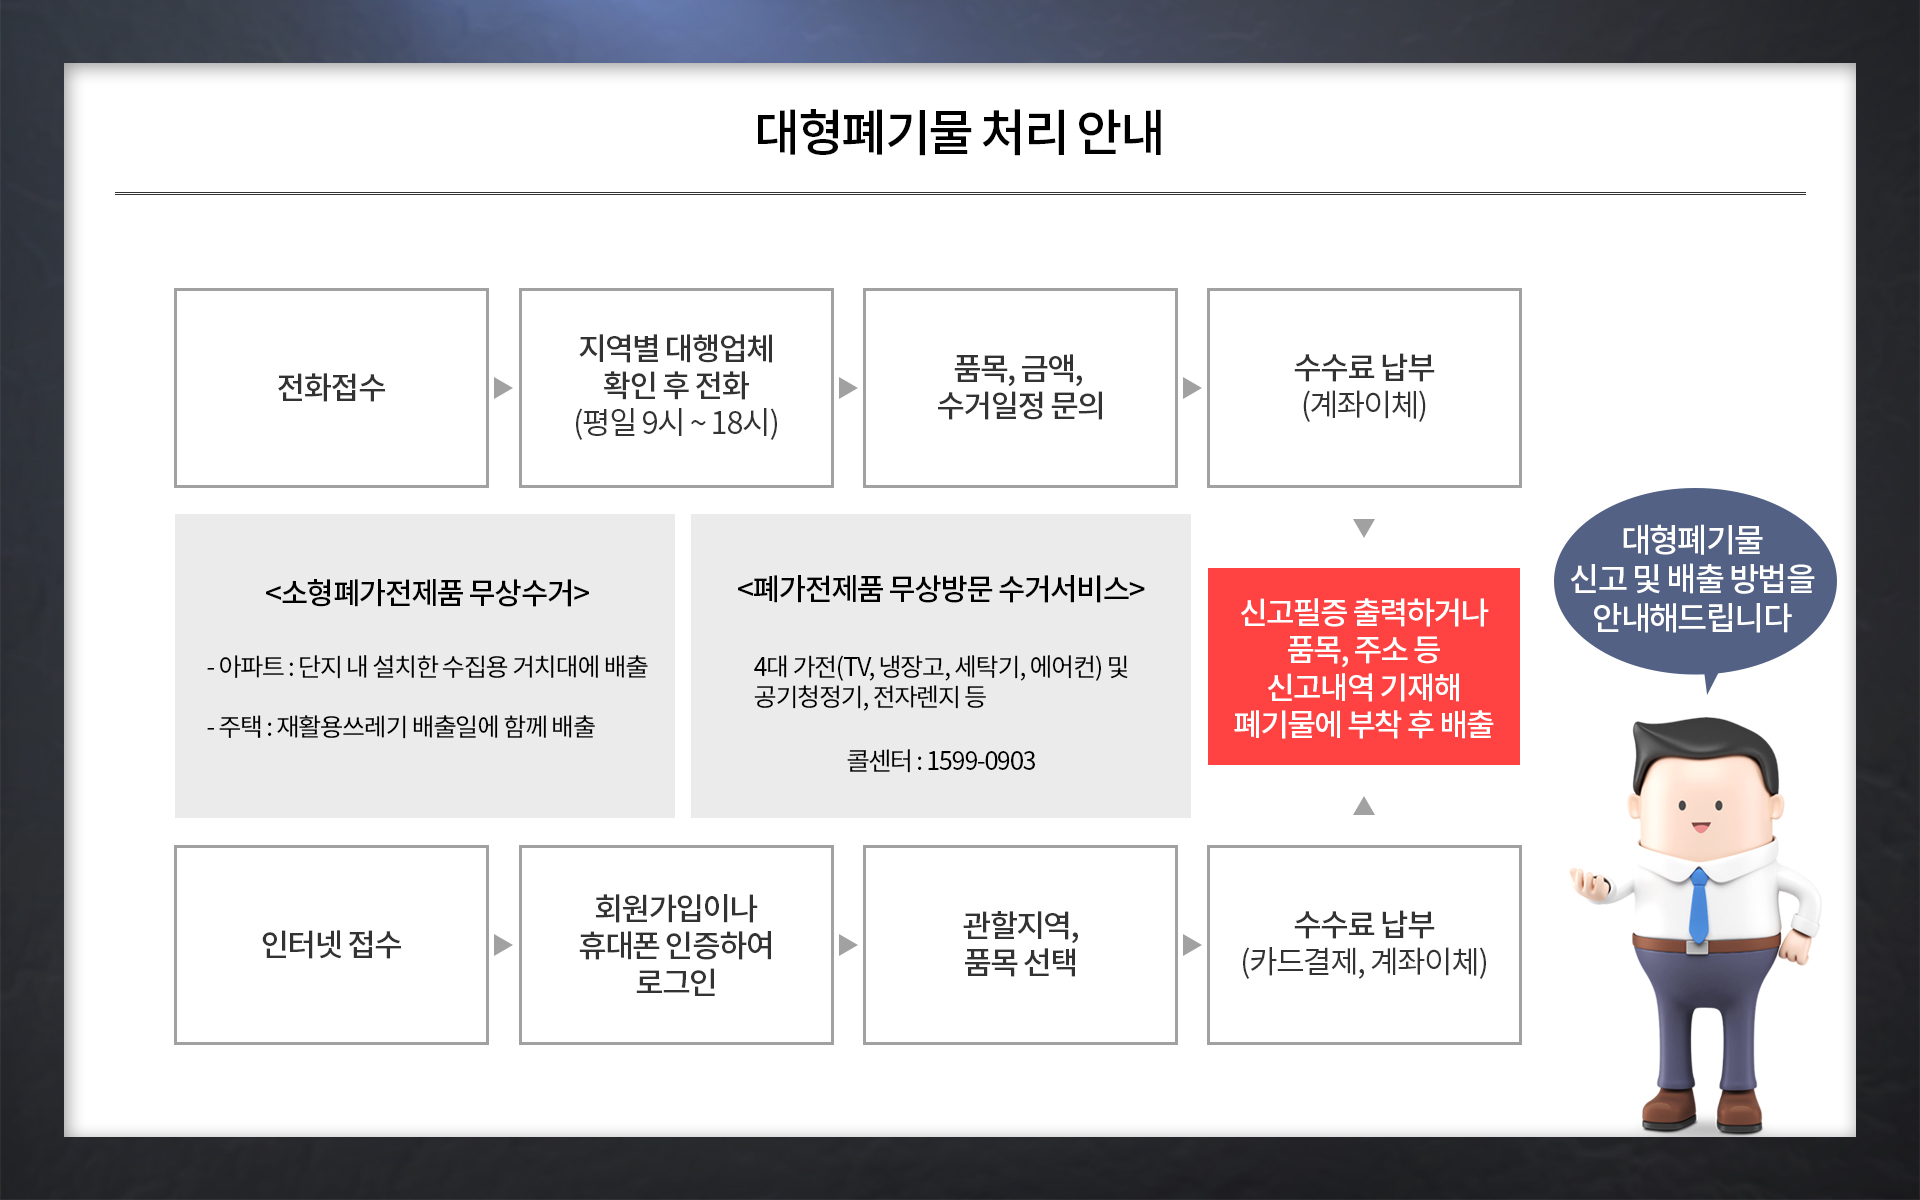 대형폐기물 처리 안내
전화접수
지역별 대행업체
확인 후 전화
(평일 9시 ~ 18시)
품목, 금액,
수거일정 문의
수수료 납부
(계좌이체)
<소형폐가전제품 무상수거>
- 아파트 : 단지 내 설치한 수집용 거치대에 배출
- 주택 : 재활용쓰레기 배출일에 함께 배출
<폐가전제품 무상방문 수거서비스>
4대 가전(TV, 냉장고, 세탁기, 에어컨) 및
공기청정기, 전자렌지 등
콜센터 : 1599-0903
신고필증 출력하거나
품목, 주소 등
신고내역 기재해
폐기물에 부착 후 배출
대형폐기물
신고 및 배출 방법을
안내해드립니다
인터넷 접수
회원가입이나
휴대폰 인증하여
로그인
관할지역,
품목 선택
수수료 납부
(카드결제, 계좌이체)